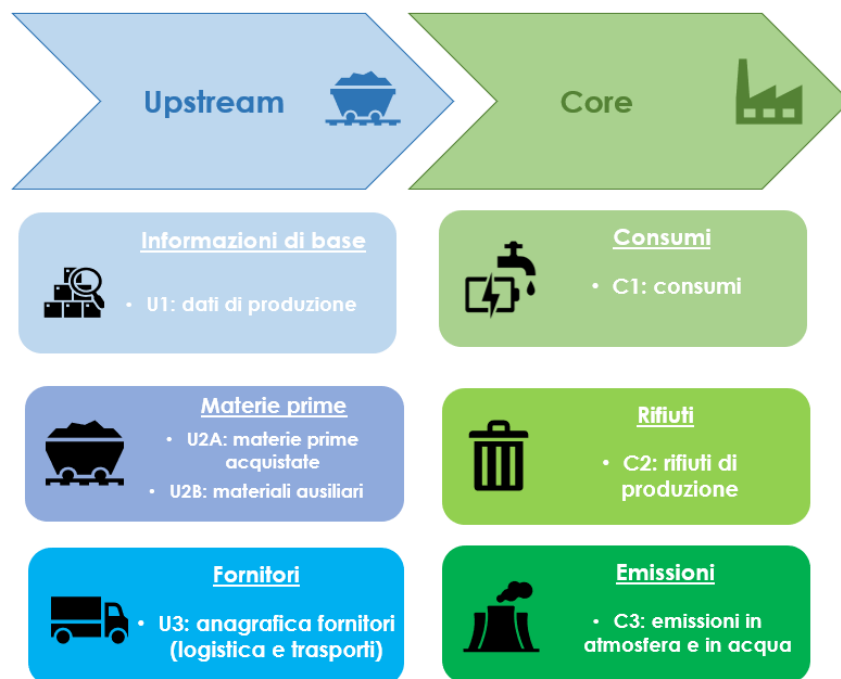 Upstream
Core
Informazioni di base
• U1: dati di produzione
Consumi
• C1: consumi
Materie prime
• U2A: materie prime
acquistate
• U2B: materiali ausiliari
Rifiuti
• C2: rifiuti di
produzione
Fornitori
• U3: anagrafica fornitori
(logistica e trasporti)
Emissioni
• C3: emissioni in
atmosfera e in acqua